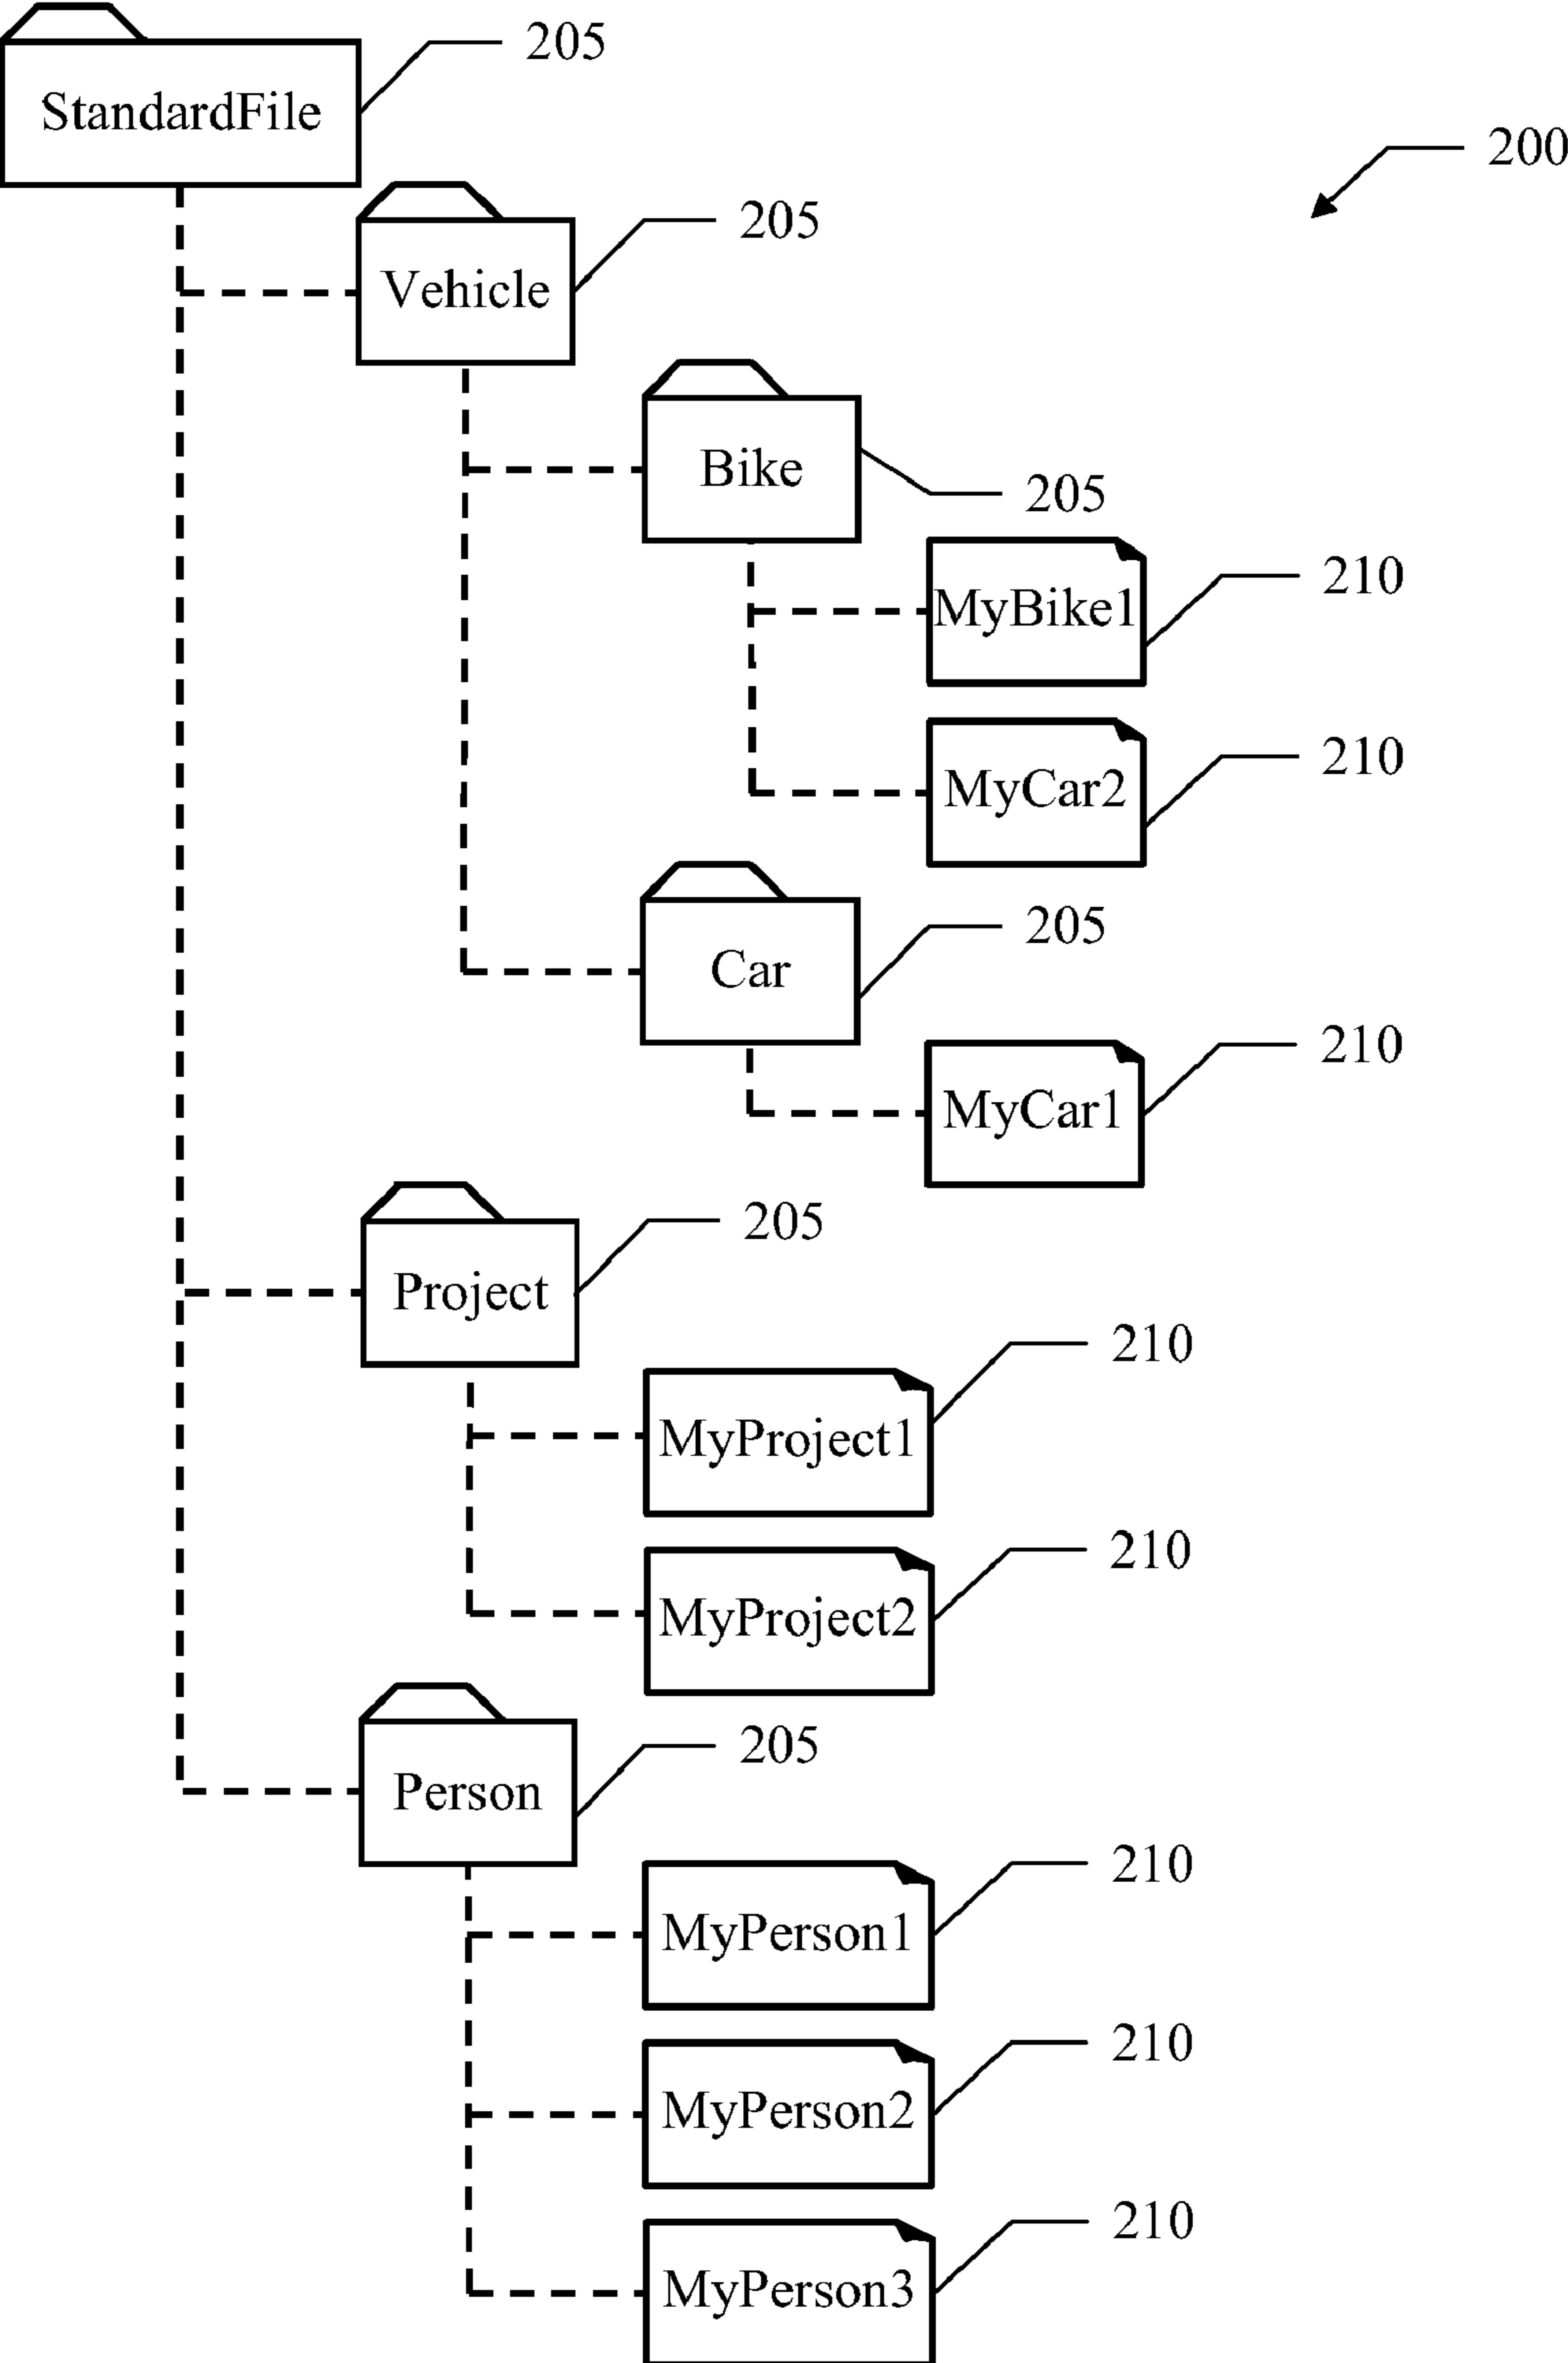 205
StandardFile
200
205
Vehicle
Bike
205
210
MyBike1
210
MyCar2
205
Car
210
MyCar1
205
Project
210
MyProject1
210
MyProject2
205
Person
210
MyPerson1
210
MyPerson2
210
MyPerson3